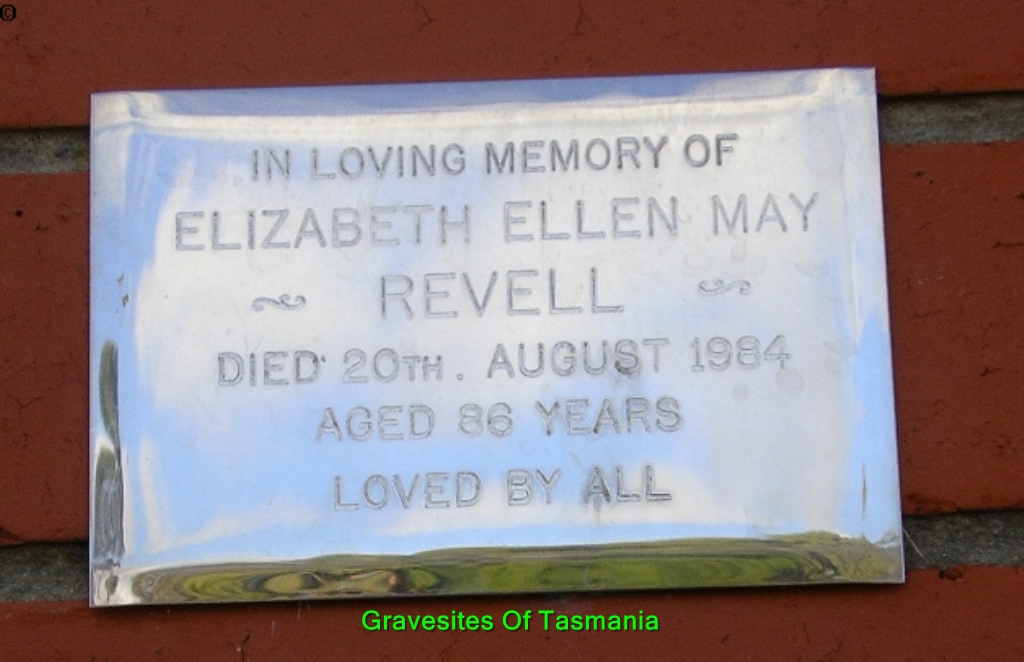 ©
IN LOVING MEMORY OF
ELIZABETH ELLEN MAY
REVELL
DIED 20TH. AUGUST 1984
AGED 86 YEARS
LOVED BY ALL
Gravesites Of Tasmania